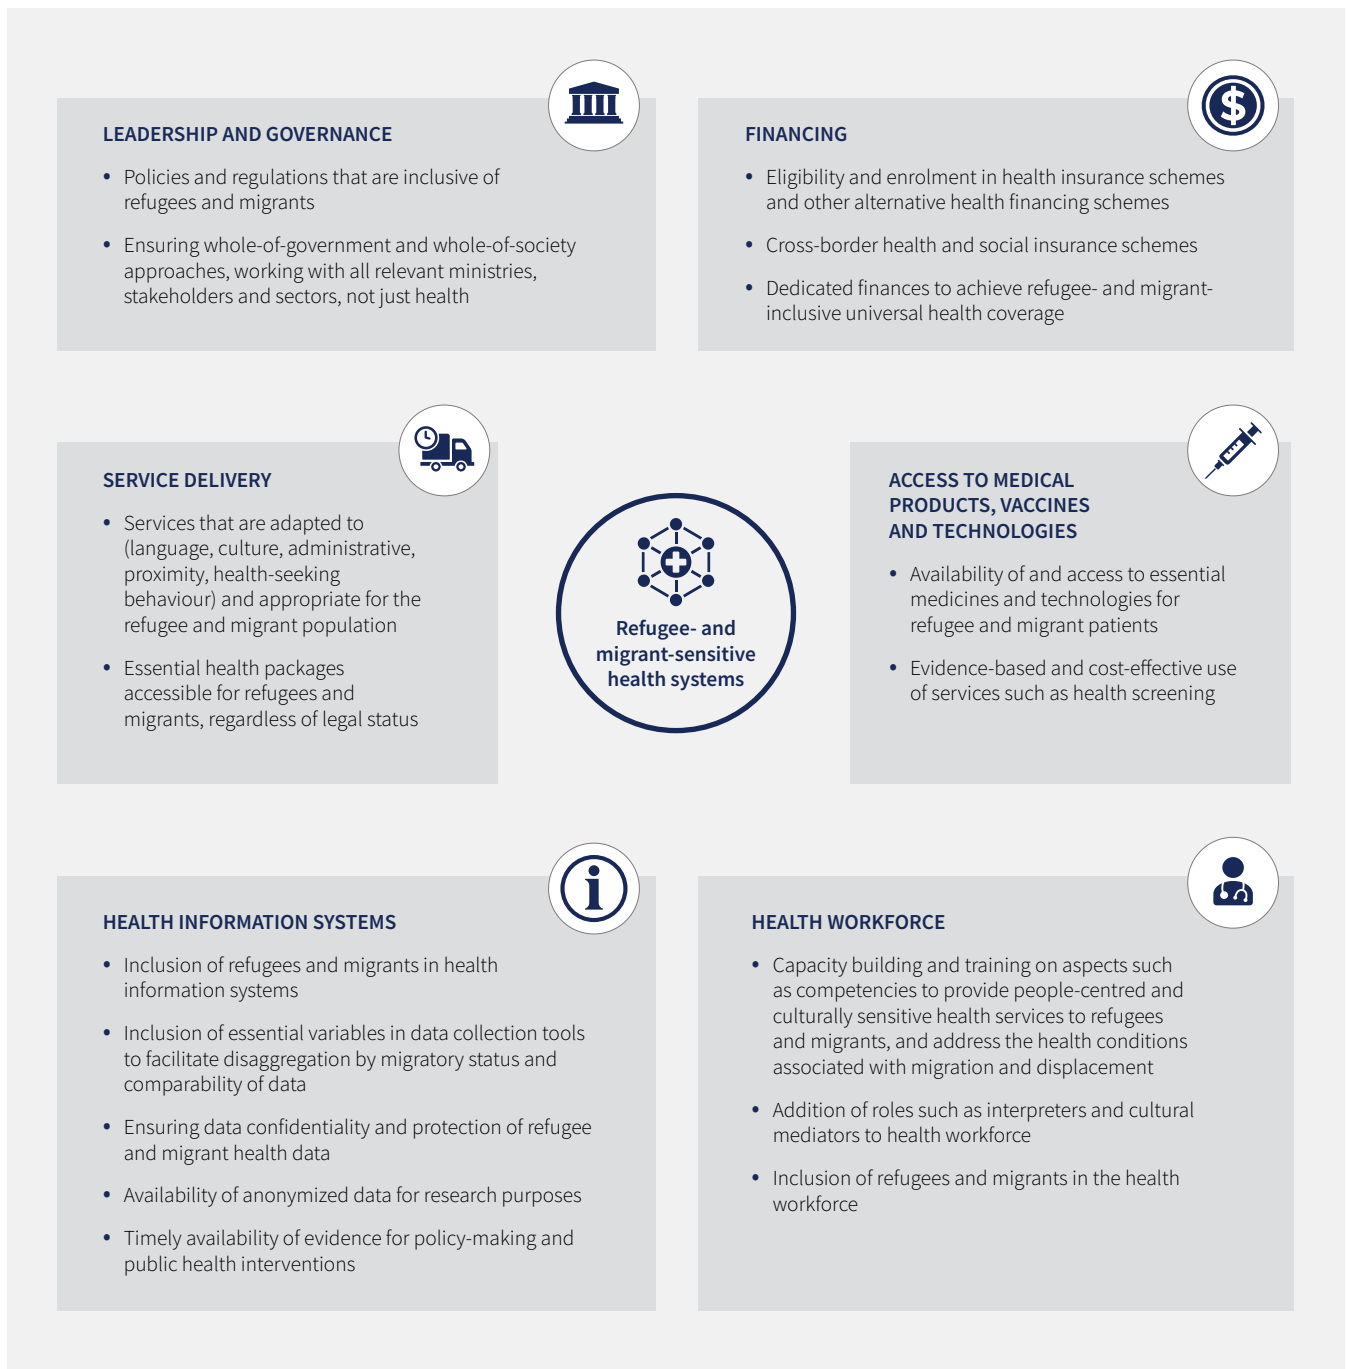 LEADERSHIP AND GOVERNANCE
• Policies and regulations that are inclusive of
refugees and migrants
• Ensuring whole-of-government and whole-of-society
approaches, working with all relevant ministries,
stakeholders and sectors, not just health
FINANCING
• Eligibility and enrolment in health insurance schemes
and other alternative health financing schemes
• Cross-border health and social insurance schemes
• Dedicated finances to achieve refugee- and migrant-
inclusive universal health coverage
SERVICE DELIVERY
• Services that are adapted to
(language, culture, administrative,
proximity, health-seeking
behaviour) and appropriate for the
refugee and migrant population
• Essential health packages
accessible for refugees and
migrants, regardless of legal status
Refugee- and
migrant-sensitive
health systems
ACCESS TO MEDICAL
PRODUCTS, VACCINES
AND TECHNOLOGIES
• Availability of and access to essential
medicines and technologies for
refugee and migrant patients
• Evidence-based and cost-effective use
of services such as health screening
HEALTH INFORMATION SYSTEMS
• Inclusion of refugees and migrants in health
information systems
• Inclusion of essential variables in data collection tools
to facilitate disaggregation by migratory status and
comparability of data
• Ensuring data confidentiality and protection of refugee
and migrant health data
• Availability of anonymized data for research purposes
• Timely availability of evidence for policy-making and
public health interventions
HEALTH WORKFORCE
• Capacity building and training on aspects such
as competencies to provide people-centred and
culturally sensitive health services to refugees
and migrants, and address the health conditions
associated with migration and displacement
• Addition of roles such as interpreters and cultural
mediators to health workforce
• Inclusion of refugees and migrants in the health
workforce